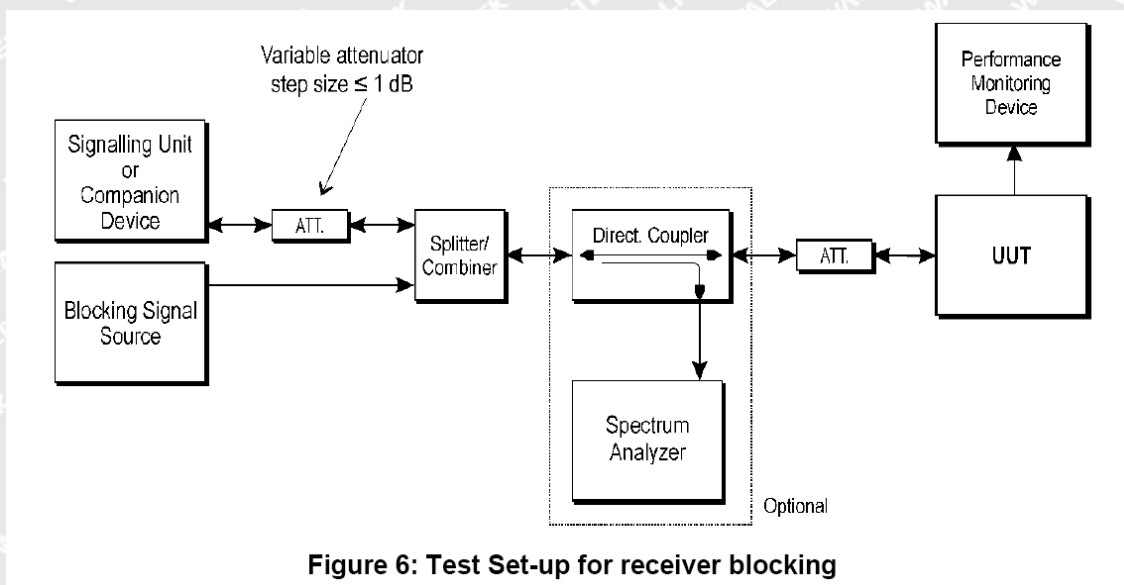 Variable attenuator
step size ≤ 1 dB
Performance
Monitoring
Device
Signalling Unit
or
Companion
Device
ATT.
Splitter/
Combiner
Direct. Coupler
ATT.
UUT
Blocking Signal
Source
Spectrum
Analyzer
Optional
Figure 6: Test Set-up for receiver blocking